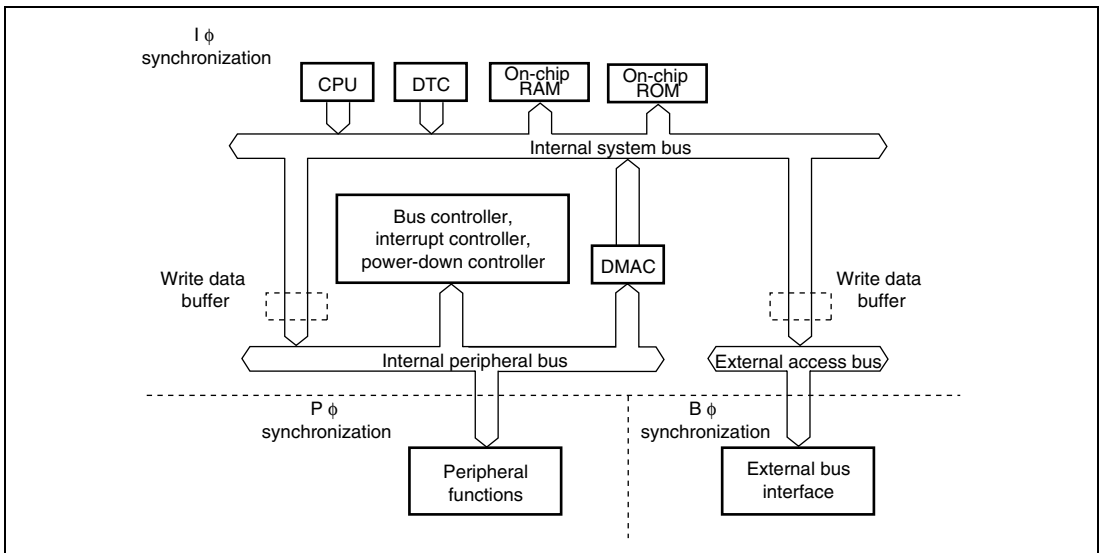 I ϕ
synchronization
CPU
DTC
On-chip
RAM
On-chip
ROM
Internal system bus
Bus controller,
interrupt controller,
power-down controller
DMAC
Write data
buffer
Write data
buffer
Internal peripheral bus
External access bus
P ϕ
synchronization
B ϕ
synchronization
Peripheral
functions
External bus
interface